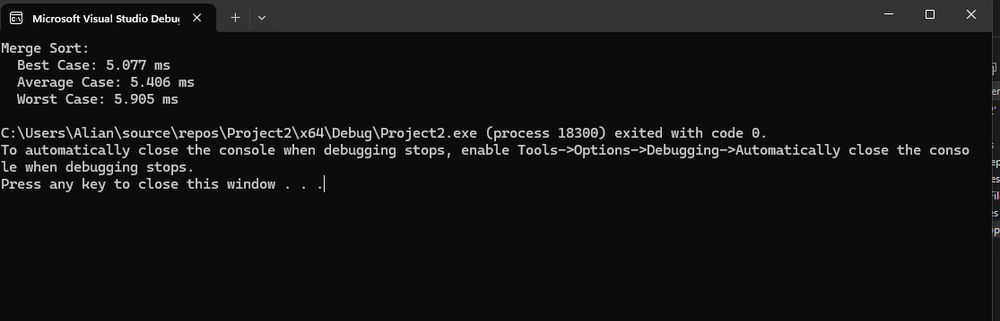 Microsoft Visual Studio Debu
Merge Sort:
Best Case: 5.077 ms
Average Case: 5.406 ms
Worst Case: 5.905 ms
C:\Users\Alian\source\repos\Project2\x64\Debug\Project2.exe (process 18300) exited with code 0.
To automatically close the console when debugging stops, enable Tools->Options->Debugging->Automatically close the conso
le when debugging stops.
Press any key to close this window . . .